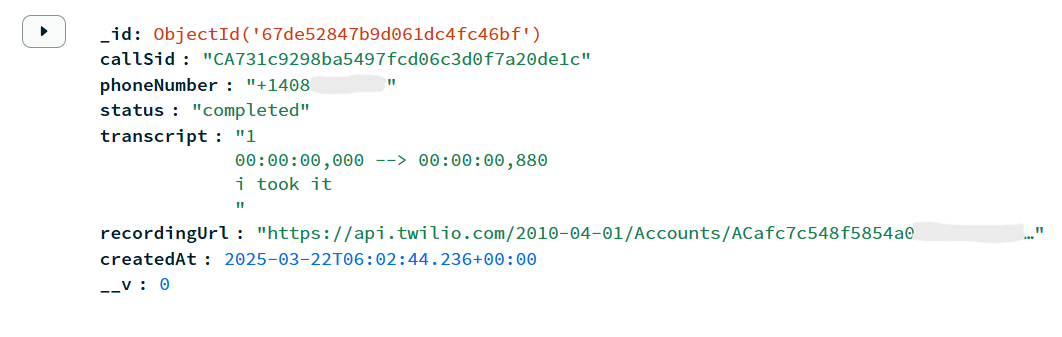 _id: ObjectId('67de52847b9d061dc4fc46bf')
callSid : "CA731c9298ba5497fcd06c3d0f7a20de1c"
phoneNumber : "+1408"
status : "completed"
transcript : "1
00:00:00,000 --> 00:00:00,880
i took it
"
recordingUrl : "https://api.twilio.com/2010-04-01/Accounts/ACafc7c548f5854a0…"
createdAt : 2025-03-22T06:02:44.236+00:00
__v : 0